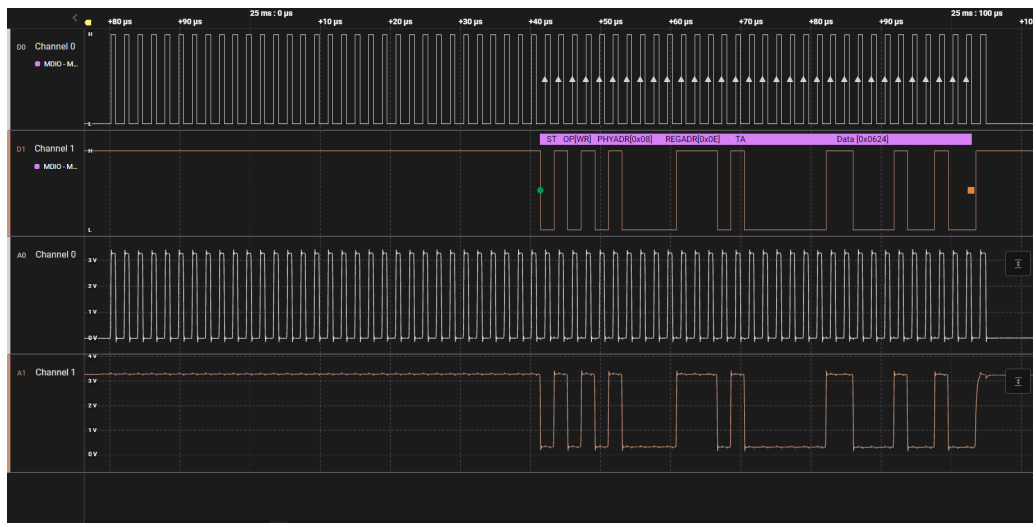 25 ms : 0 µs 25 ms : 100 µs
+80 µs +90 µs +10 µs +20 µs +30 µs +40 µs +50 µs +60 µs +70 µs +80 µs +90 µs +10
D0 Channel 0 H
MDIO - M...
L
ST OP[WR] PHYADR[0x08] REGADR[0x0E] TA Data [0x0624]
D1 Channel 1 H
MDIO - M...
L
A0 Channel 0
3 V
2 V
1 V
0 V
4 V
A1 Channel 1
3 V
2 V
1 V
0 V